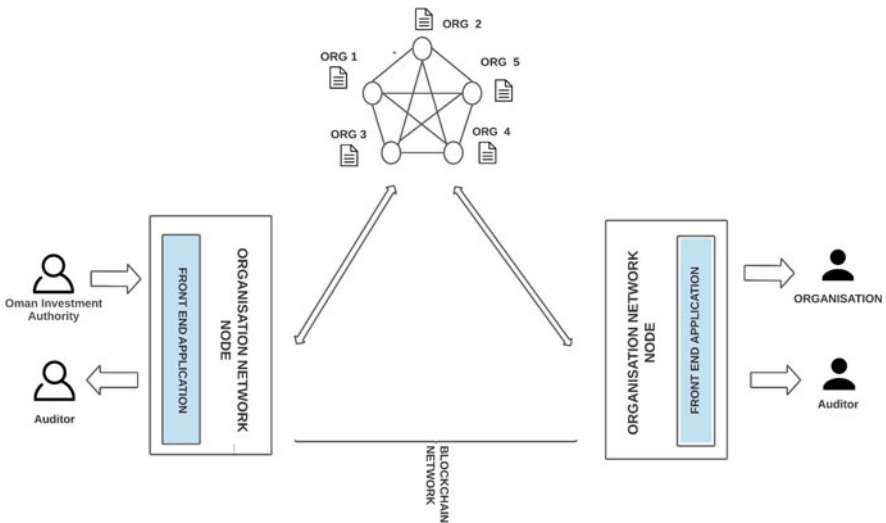 ORG 2
ORG 1
ORG 5
ORG 3
ORG 4
Oman Investment
Authority
Auditor
FRONT END APPLICATION
ORGANISATION NETWORK
NODE
ORGANISATION NETWORK
NODE
FRONT END APPLICATION
ORGANISATION
Auditor
BLOCKCHAIN
NETWORK